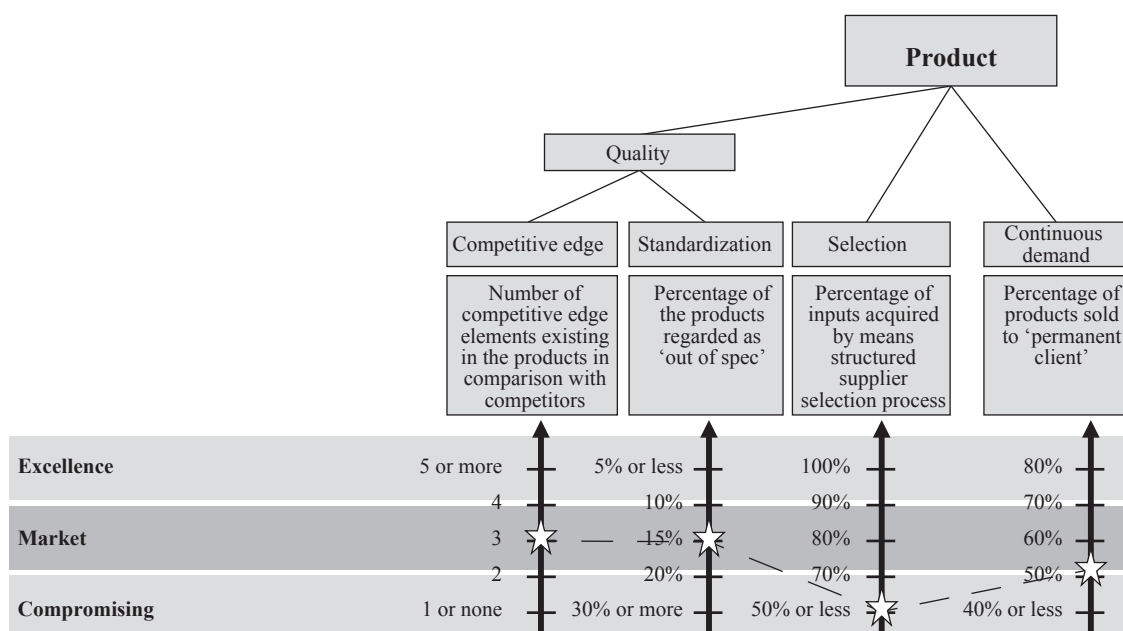 Product
Quality
Competitive edge
Standardization
Selection
Continuous
demand
Number of
competitive edge
elements existing
in the products in
comparison with
competitors
Percentage of
the products
regarded as
‘out of spec’
Percentage of
inputs acquired
by means
structured
supplier
selection process
Percentage of
products sold
to ‘permanent
client’
Excellence 5 or more 5% or less 100% 80%
4 10% 90% 70%
Market 3 15% 80% 60%
2 20% 70% 50%
Compromising 1 or none 30% or more 50% or less 40% or less